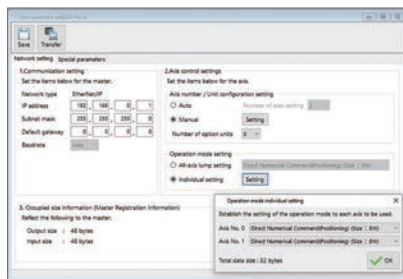 Save
Transfer
Network setting
Special parameters
1.Communication setting
Set the items below for the master.
Network type
EtherNet/IP
IP address
192 . 168 . 0 . 1
Subnet mask
255 . 255 . 255 . 0
Default gateway
0 . 0 . 0 . 0
Baudrate
Auto
2.Axis control settings
Set the items below for the axis.
Axis number / Unit configuration setting
Auto
Number of axes setting
2
Manual
Setting
Number of option units
0
Operation mode setting
All-axis lump setting
Direct Numerical Command(Positioning) (Size : 8W)
Individual setting
Setting
3. Occupied size information (Master Registration Information)
Reflect the following to the master.
Output size : 48 bytes
Input size : 48 bytes
Operation mode individual setting
Establish the setting of the operation mode to each axis to be used.
Axis No. 0
Direct Numerical Command(Positioning) (Size : 8W)
Axis No. 1
Direct Numerical Command(Positioning) (Size : 8W)
Total data size : 32 bytes
OK